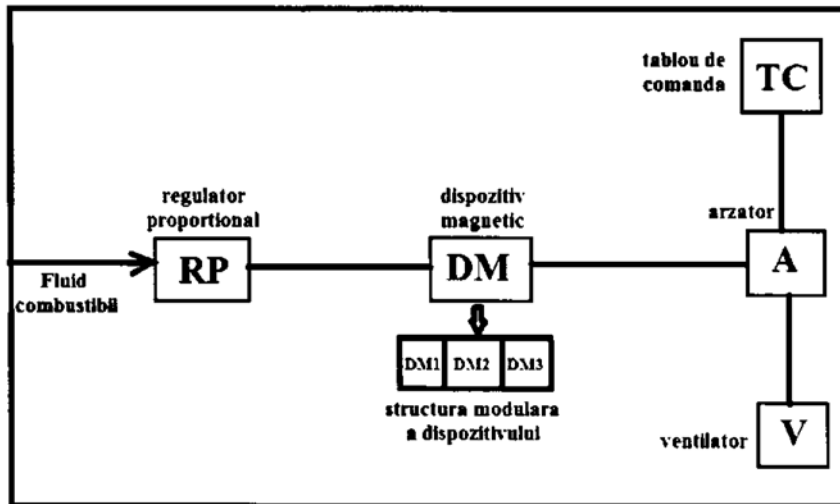 tablou de
comanda
TC
regulator
proportional
dispozitiv
magnetic
arzator
RP
DM
A
Fluid
combustibil
DM1 DM2 DM3
structura modulara
a dispozitivului
ventilator
V